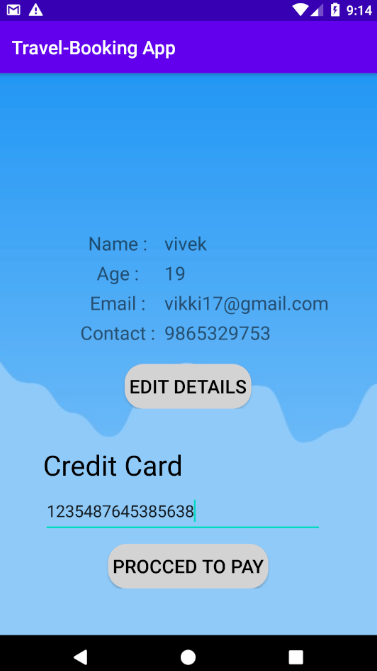 9:14
Travel-Booking App
Name : vivek
Age : 19
Email : vikki17@gmail.com
Contact : 9865329753
EDIT DETAILS
Credit Card
1235487645385638
PROCCED TO PAY